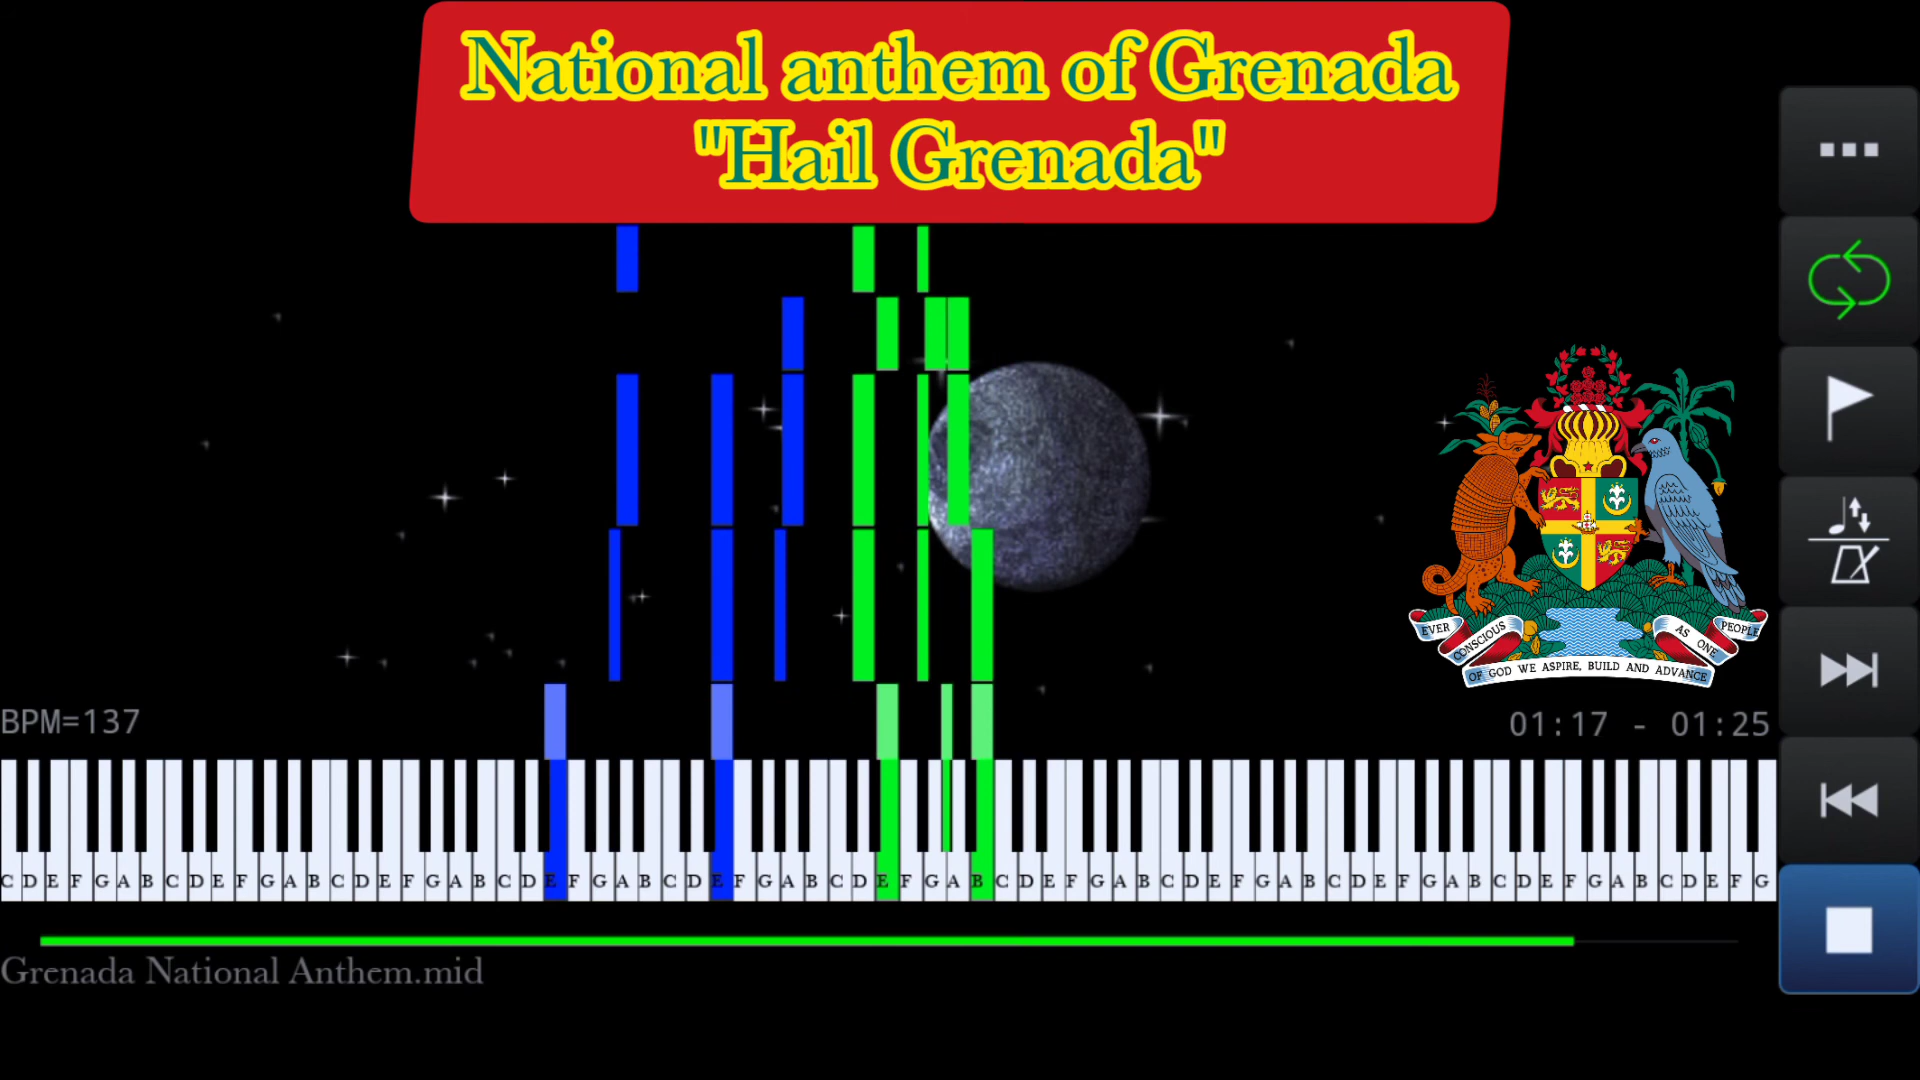 National anthem of Grenada
"Hail Grenada"
EVER CONSCIOUS OF GOD WE ASPIRE, BUILD AND ADVANCE AS ONE PEOPLE
BPM=137
01:17 - 01:25
C D E F G A B C D E F G A B C D E F G A B C D E F G A B C D E F G A B C D E F G A B C D E F G A B C D E F G A B C D E F G A B C D E F G A B C D E F G A B C D E F G
Grenada National Anthem.mid